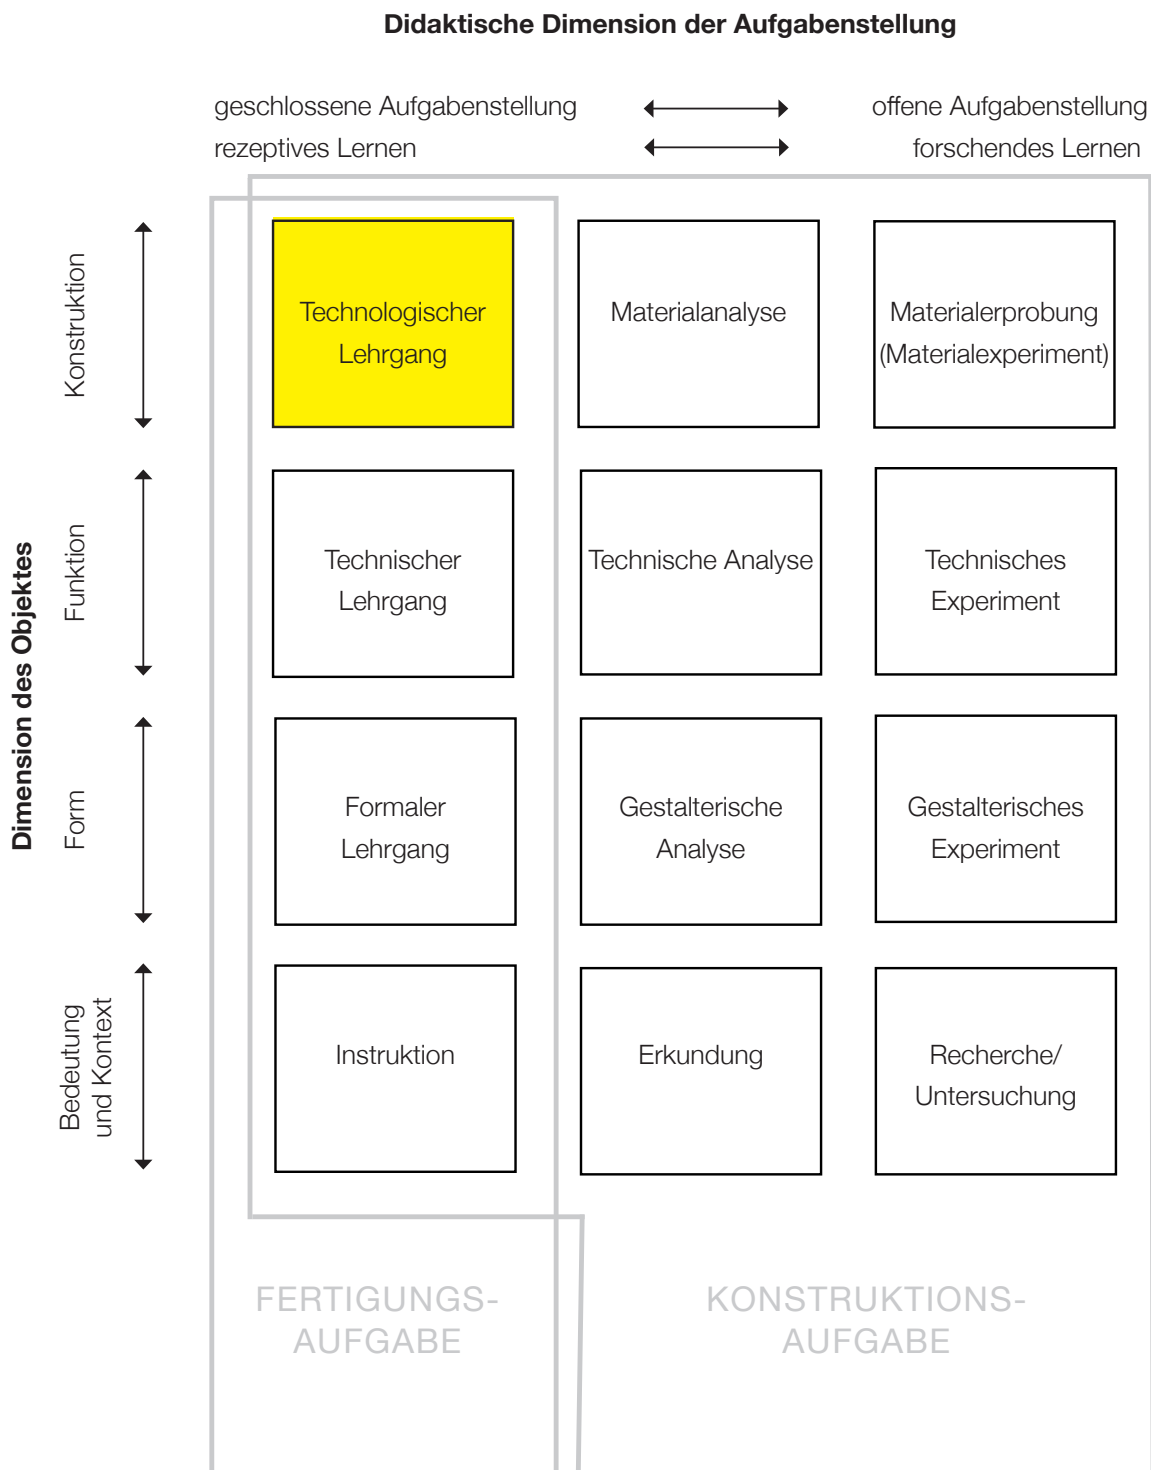 Didaktische Dimension der Aufgabenstellung
geschlossene Aufgabenstellung
offene Aufgabenstellung
rezeptives Lernen
forschendes Lernen
Dimension des Objektes
Konstruktion
Technologischer
Lehrgang
Materialanalyse
Materialerprobung
(Materialexperiment)
Funktion
Technischer
Lehrgang
Technische Analyse
Technisches
Experiment
Form
Formaler
Lehrgang
Gestalterische
Analyse
Gestalterisches
Experiment
Bedeutung
und Kontext
Instruktion
Erkundung
Recherche/
Untersuchung
FERTIGUNGS-
AUFGABE
KONSTRUKTIONS-
AUFGABE